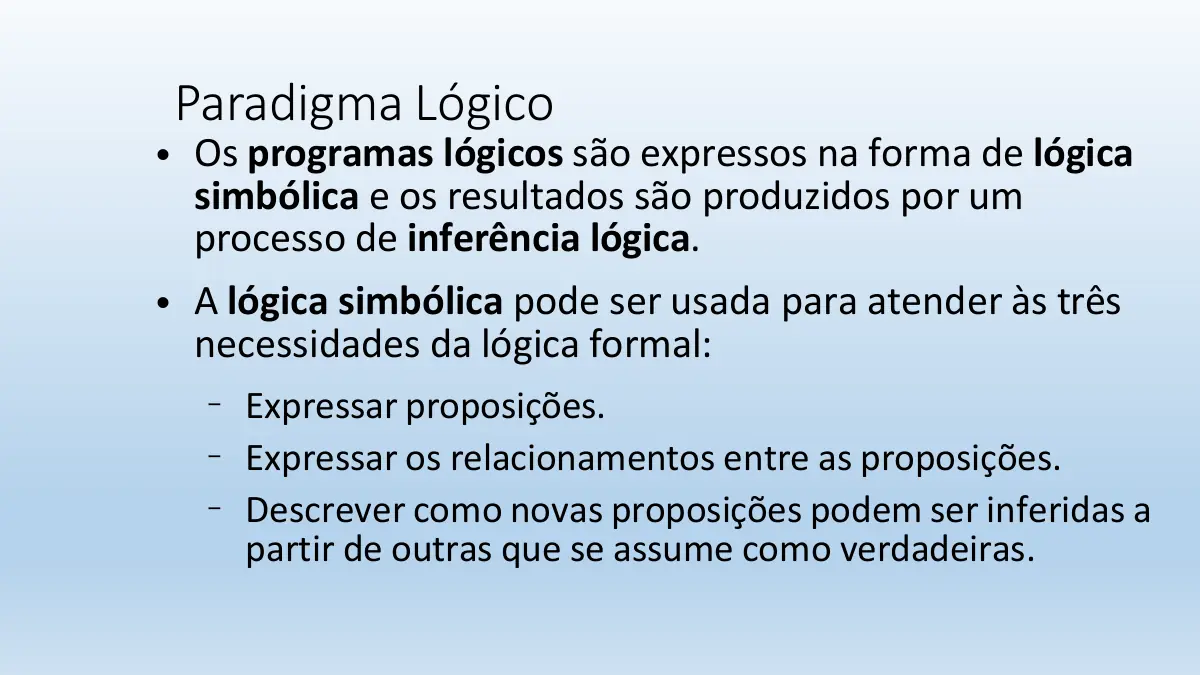 Paradigma Lógico
• Os programas lógicos são expressos na forma de lógica
simbólica e os resultados são produzidos por um
processo de inferência lógica.
• A lógica simbólica pode ser usada para atender às três
necessidades da lógica formal:
– Expressar proposições.
– Expressar os relacionamentos entre as proposições.
– Descrever como novas proposições podem ser inferidas a
partir de outras que se assume como verdadeiras.